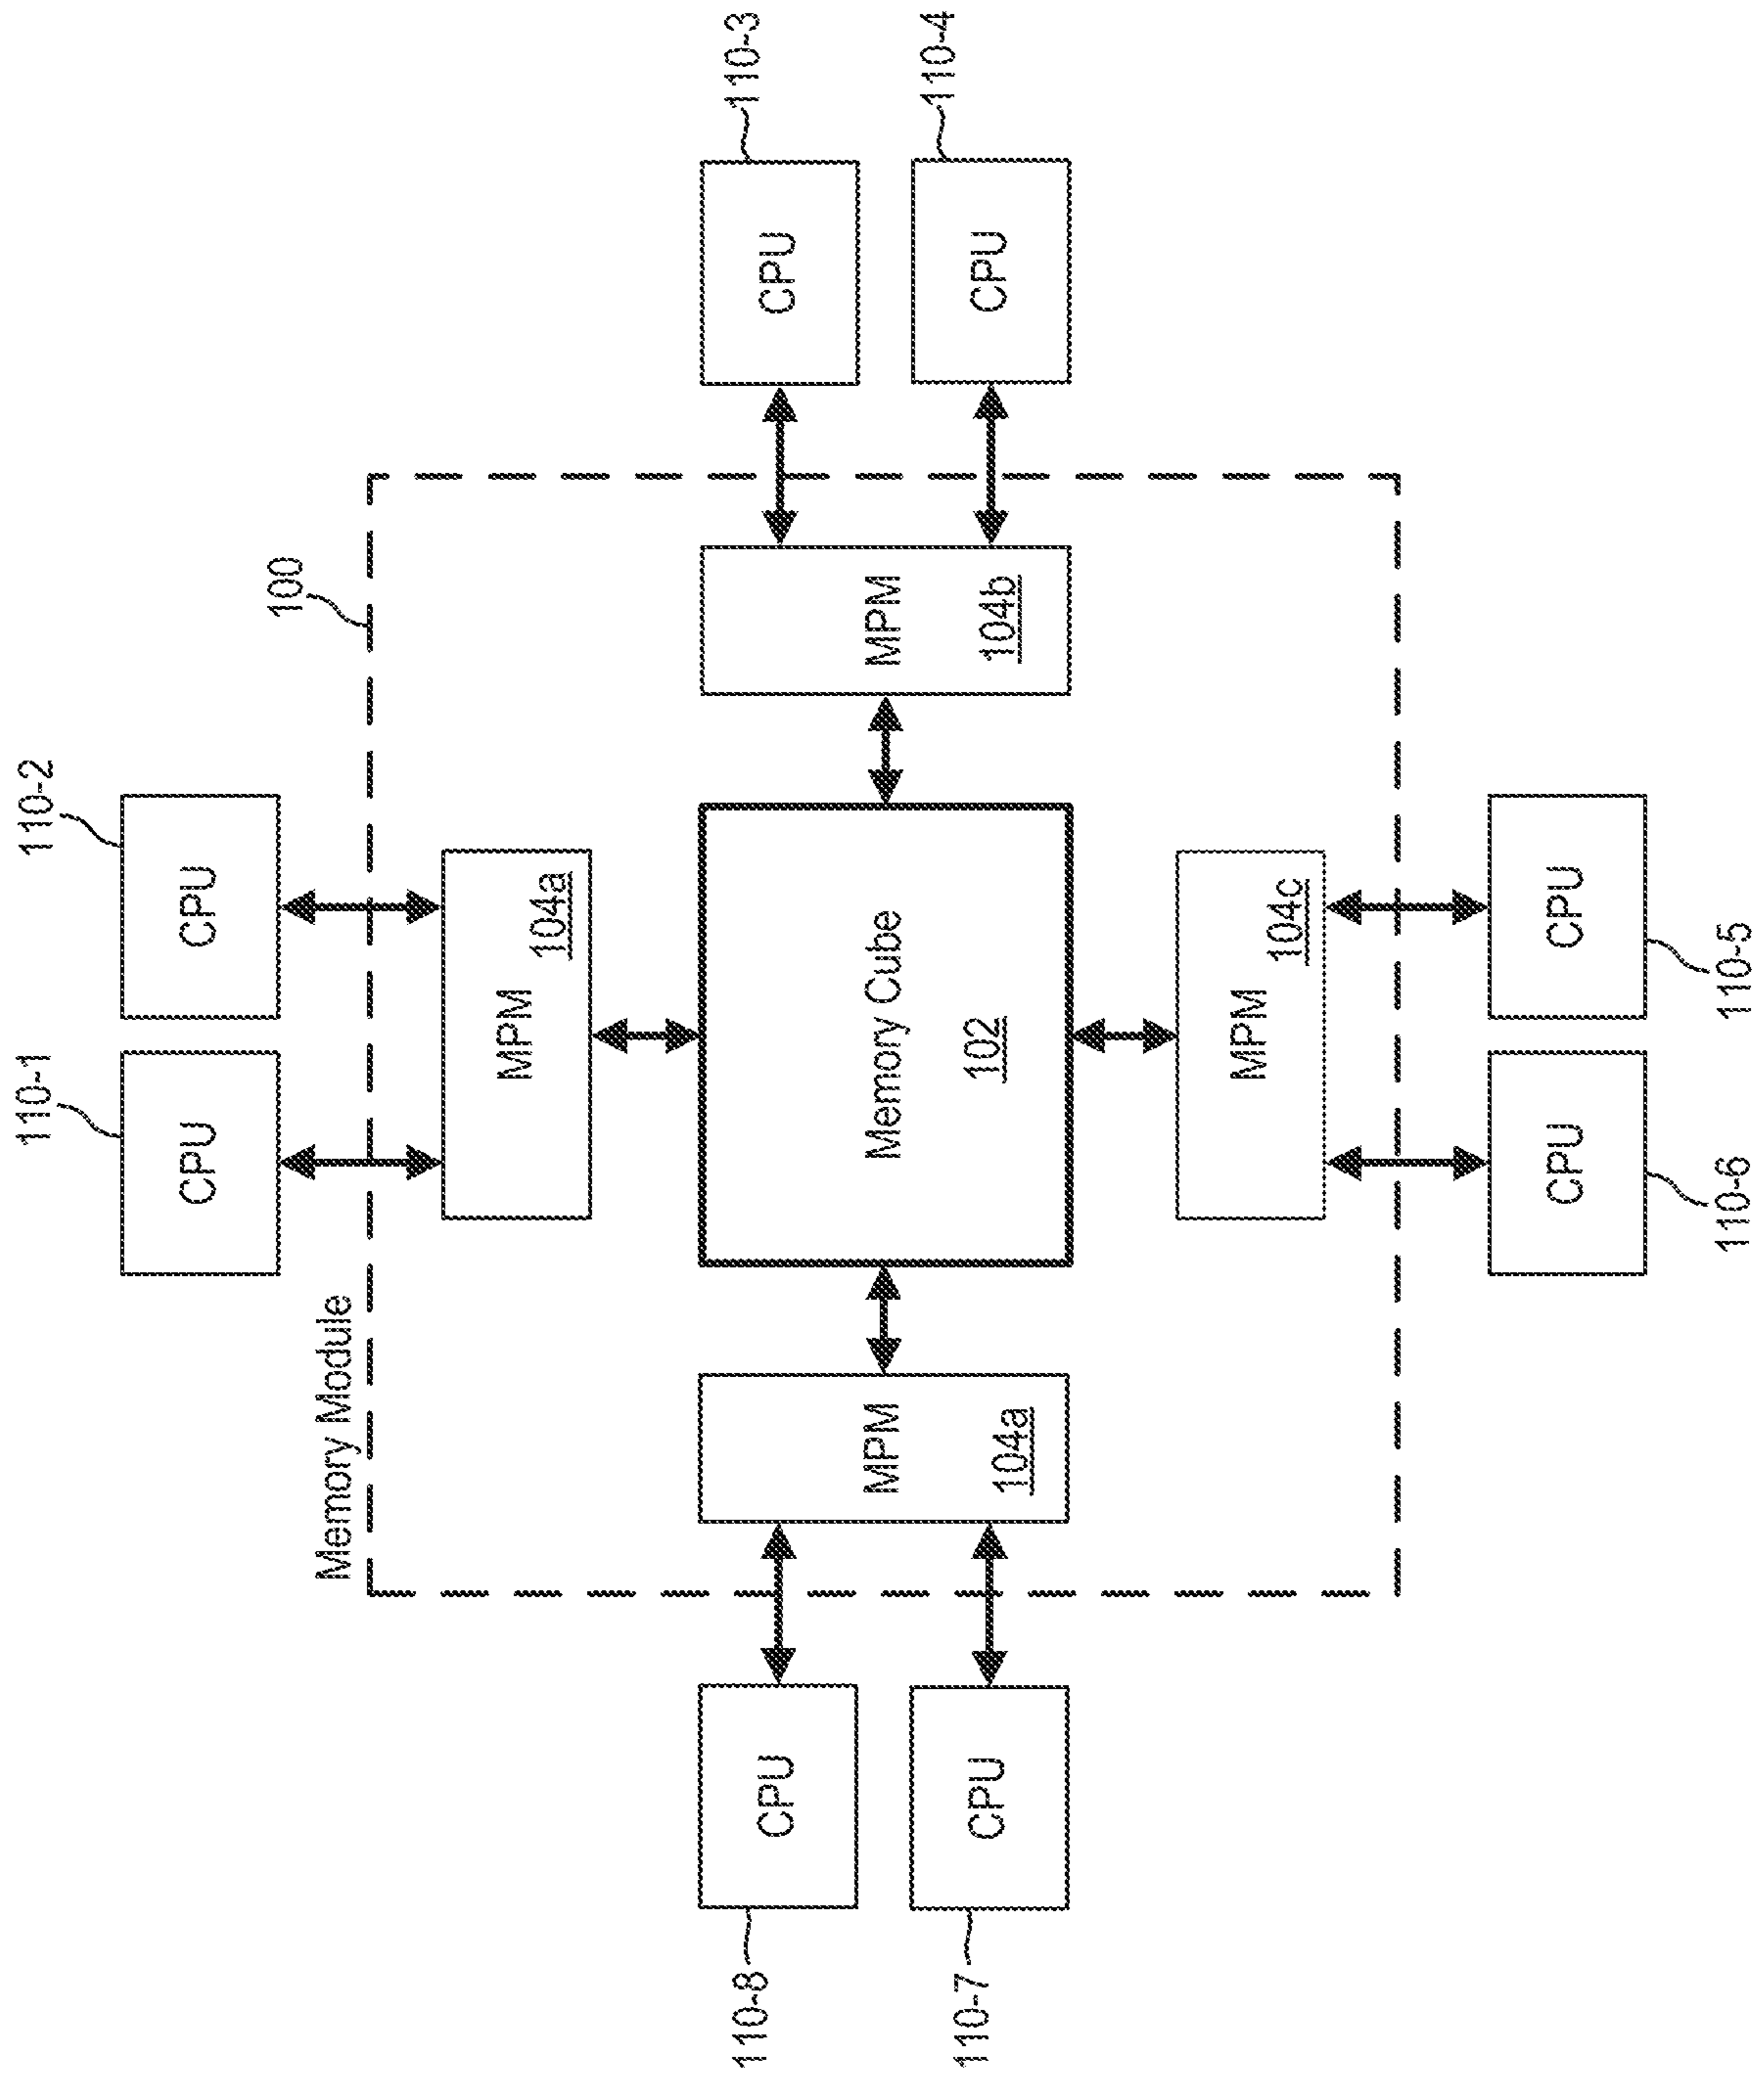 110-1
110-2
CPU
CPU
Memory Module
100
MPM
104a
110-8
CPU
MPM
104a
Memory Cube
102
MPM
104b
CPU
110-3
110-7
CPU
CPU
110-4
MPM
104c
CPU
CPU
110-6
110-5